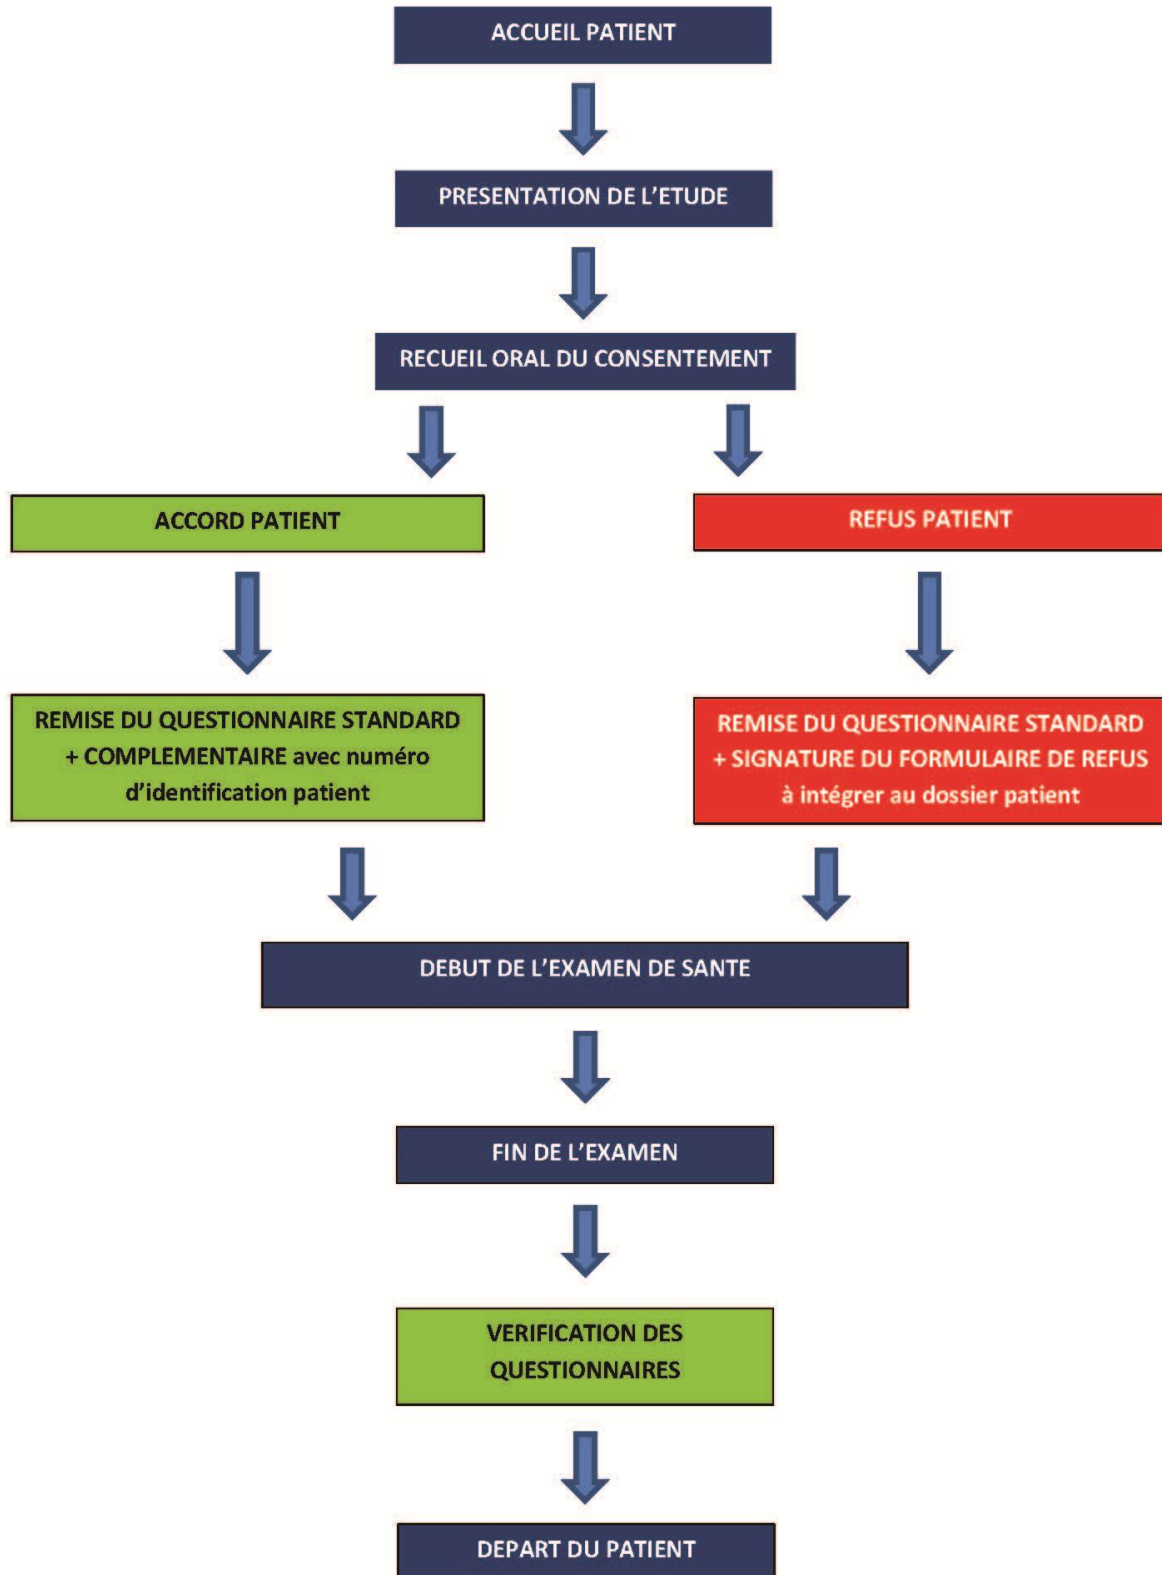 ACCUEIL PATIENT
PRESENTATION DE L'ETUDE
RECUEIL ORAL DU CONSENTEMENT
ACCORD PATIENT
REFUS PATIENT
REMISE DU QUESTIONNAIRE STANDARD
+ COMPLEMENTAIRE avec numéro
d'identification patient
REMISE DU QUESTIONNAIRE STANDARD
+ SIGNATURE DU FORMULAIRE DE REFUS
à intégrer au dossier patient
DEBUT DE L'EXAMEN DE SANTE
FIN DE L'EXAMEN
VERIFICATION DES
QUESTIONNAIRES
DEPART DU PATIENT